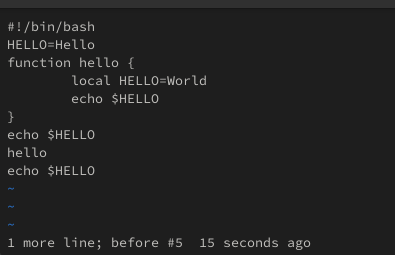 #!/bin/bash
HELLO=Hello
function hello {
        local HELLO=World
        echo $HELLO
}
echo $HELLO
hello
echo $HELLO
~
~
~
1 more line; before #5  15 seconds ago